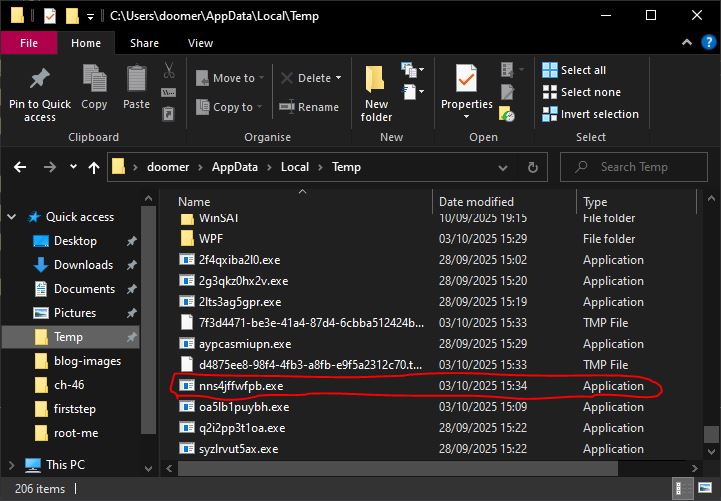 C:\Users\doomer\AppData\Local\Temp
File Home Share View
Pin to Quick access
Copy
Paste
Move to
Copy to
Delete
Rename
New folder
Properties
Select all
Select none
Invert selection
Clipboard Organise New Open Select
doomer > AppData > Local > Temp
Search Temp
Name Date modified Type
Quick access
Desktop
Downloads
Documents
Pictures
Temp
blog-images
ch-46
firststep
root-me
This PC
WinSAT 10/09/2025 19:15 File folder
WPF 03/10/2025 15:29 File folder
2f4qxiba2l0.exe 28/09/2025 15:02 Application
2g3qkz0hx2v.exe 28/09/2025 15:20 Application
2lts3ag5gpr.exe 28/09/2025 15:19 Application
7f3d4471-be3e-41a4-87d4-6cbba512424b... 03/10/2025 15:33 TMP File
aypcasmiupn.exe 28/09/2025 15:29 Application
d4875ee8-98f4-4fb3-a8fb-e9f5a2312c70.t... 03/10/2025 15:33 TMP File
nns4jffwfpb.exe 03/10/2025 15:34 Application
oa5lb1puybh.exe 03/10/2025 15:09 Application
q2i2pp3t1oa.exe 28/09/2025 15:22 Application
syzlrvut5ax.exe 28/09/2025 15:22 Application
206 items